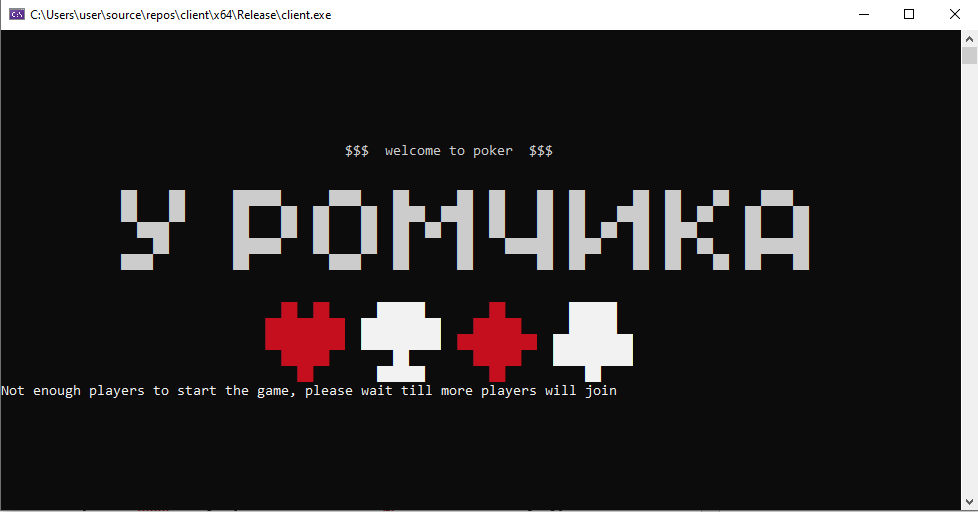 C:\Users\user\source\repos\client\x64\Release\client.exe
$$$  welcome to poker  $$$
У РОМЧИКА
Not enough players to start the game, please wait till more players will join